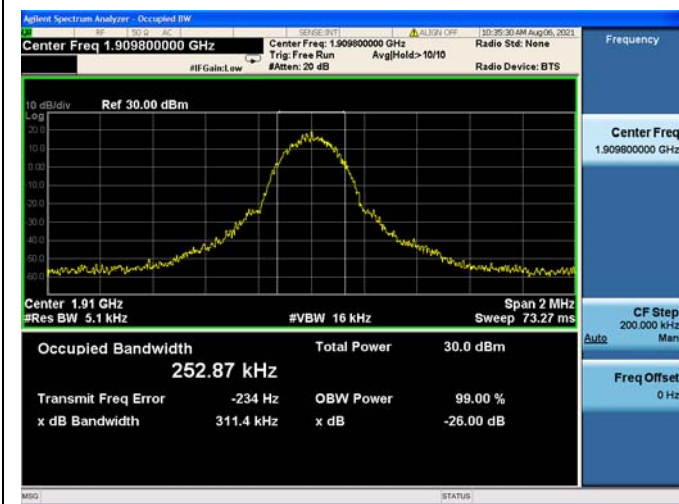 Agilent Spectrum Analyzer - Occupied BW
RF 50 Ω AC SENSE:INT ALIGN OFF 10:35:30 AM Aug 06, 2021
Center Freq 1.909800000 GHz Center Freq: 1.909800000 GHz Radio Std: None Frequency
Trig: Free Run Avg|Hold:>10/10
#IFGain:Low #Atten: 20 dB Radio Device: BTS
10 dB/div Ref 30.00 dBm
Log
20.0
10.0
0.00
10.0
20.0
30.0
40.0
50.0
60.0
Center Freq
1.909800000 GHz
Center 1.91 GHz Span 2 MHz
#Res BW 5.1 kHz #VBW 16 kHz Sweep 73.27 ms
CF Step
200.000 kHz
Auto Man
Occupied Bandwidth Total Power 30.0 dBm
252.87 kHz
Transmit Freq Error -234 Hz OBW Power 99.00 %
x dB Bandwidth 311.4 kHz x dB -26.00 dB
Freq Offset
0 Hz
MSG STATUS